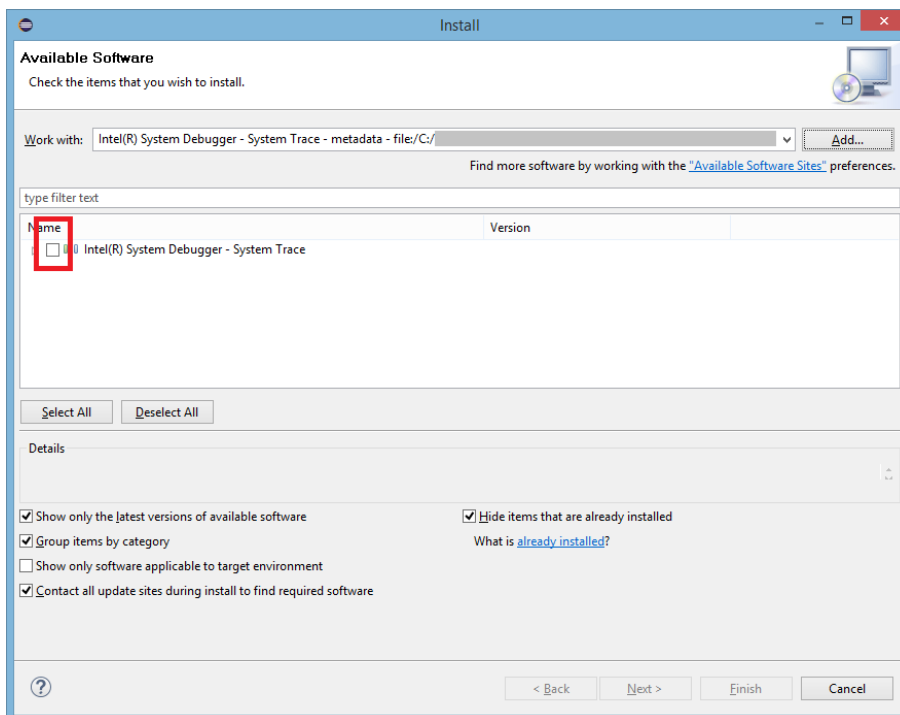 Install
Available Software
Check the items that you wish to install.
Work with: Intel(R) System Debugger - System Trace - metadata - file:/C:/ Add...
Find more software by working with the "Available Software Sites" preferences.
type filter text
Name Version
Intel(R) System Debugger - System Trace
Select All Deselect All
Details
Show only the latest versions of available software Hide items that are already installed
Group items by category What is already installed?
Show only software applicable to target environment
Contact all update sites during install to find required software
? < Back Next > Finish Cancel